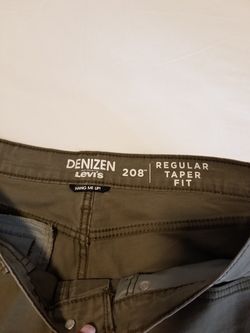 DENIZEN
Levi's
208™
REGULAR
TAPER
FIT
HANG ME UP!